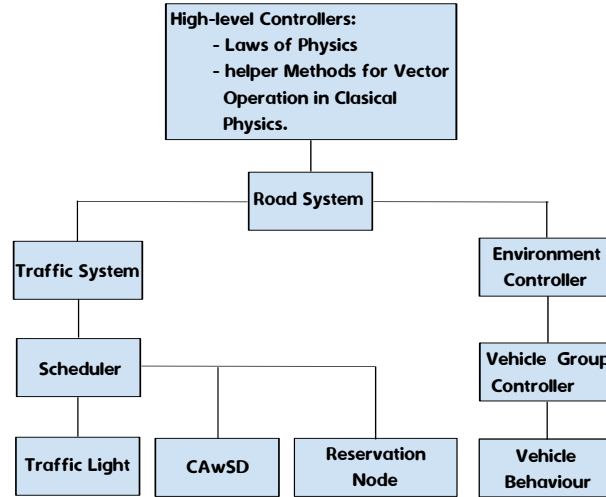 High-level Controllers:
- Laws of Physics
- helper Methods for Vector
Operation in Clasical
Physics.
Road System
Traffic System
Environment
Controller
Scheduler
Vehicle Group
Controller
Traffic Light
CAwSD
Reservation
Node
Vehicle
Behaviour